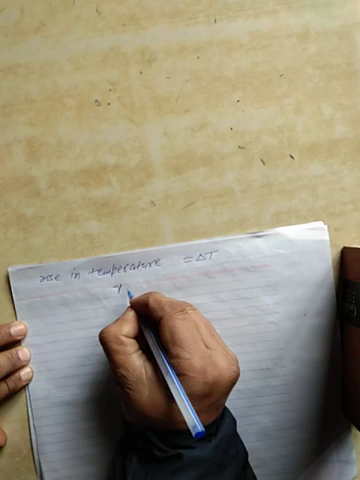 rise in temperature = ΔT